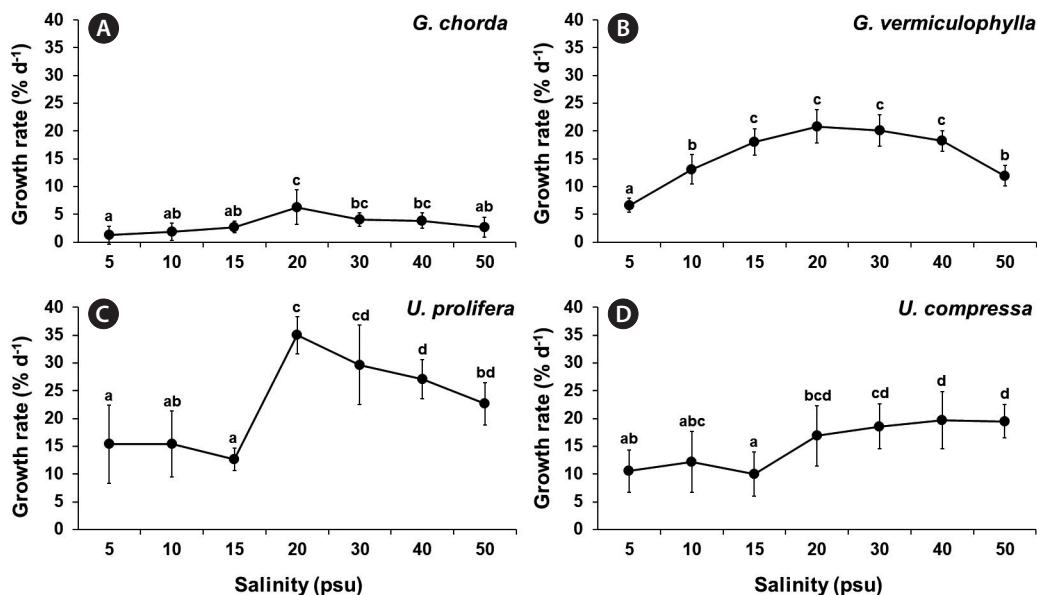 A
G. chorda
Growth rate (% d-1)
40
35
30
25
20
15
10
5
0
a
ab
ab
c
bc
bc
ab
5 10 15 20 30 40 50
B
G. vermiculophylla
Growth rate (% d-1)
40
35
30
25
20
15
10
5
0
a
b
c
c
c
c
b
5 10 15 20 30 40 50
C
U. prolifera
Growth rate (% d-1)
40
35
30
25
20
15
10
5
0
a
ab
a
c
cd
d
bd
5 10 15 20 30 40 50
Salinity (psu)
D
U. compressa
Growth rate (% d-1)
40
35
30
25
20
15
10
5
0
ab
abc
a
bcd
cd
d
d
5 10 15 20 30 40 50
Salinity (psu)